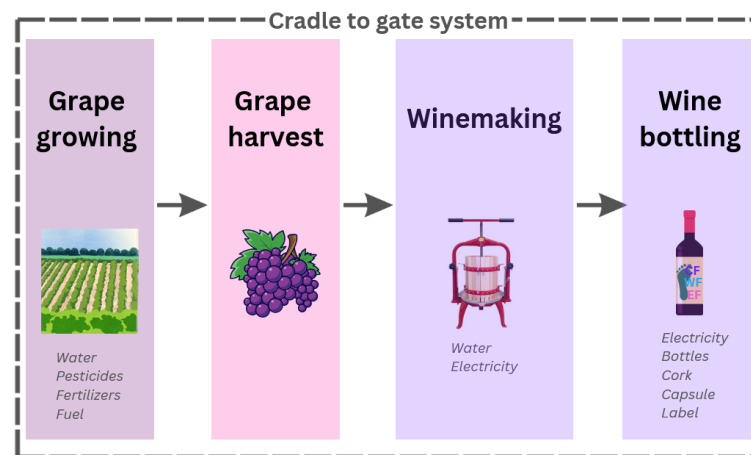 Cradle to gate system
Grape
growing
Water
Pesticides
Fertilizers
Fuel
Grape
harvest
Winemaking
Water
Electricity
Wine
bottling
CF
WF
EF
Electricity
Bottles
Cork
Capsule
Label